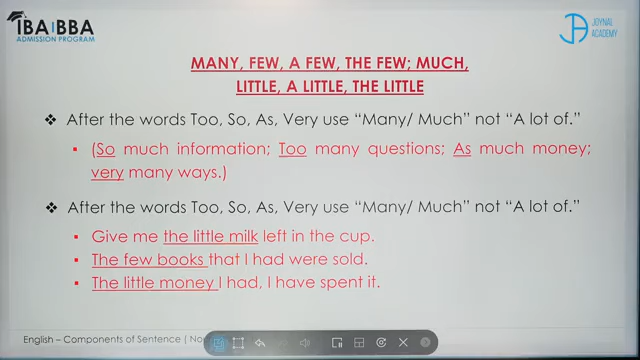 IBA|BBA
ADMISSION PROGRAM
JOYNAL
ACADEMY
MANY, FEW, A FEW, THE FEW; MUCH,
LITTLE, A LITTLE, THE LITTLE
❖ After the words Too, So, As, Very use “Many/ Much” not “A lot of.”
▪ (So much information; Too many questions; As much money;
very many ways.)
❖ After the words Too, So, As, Very use “Many/ Much” not “A lot of.”
▪ Give me the little milk left in the cup.
▪ The few books that I had were sold.
▪ The little money I had, I have spent it.
English – Components of Sentence (